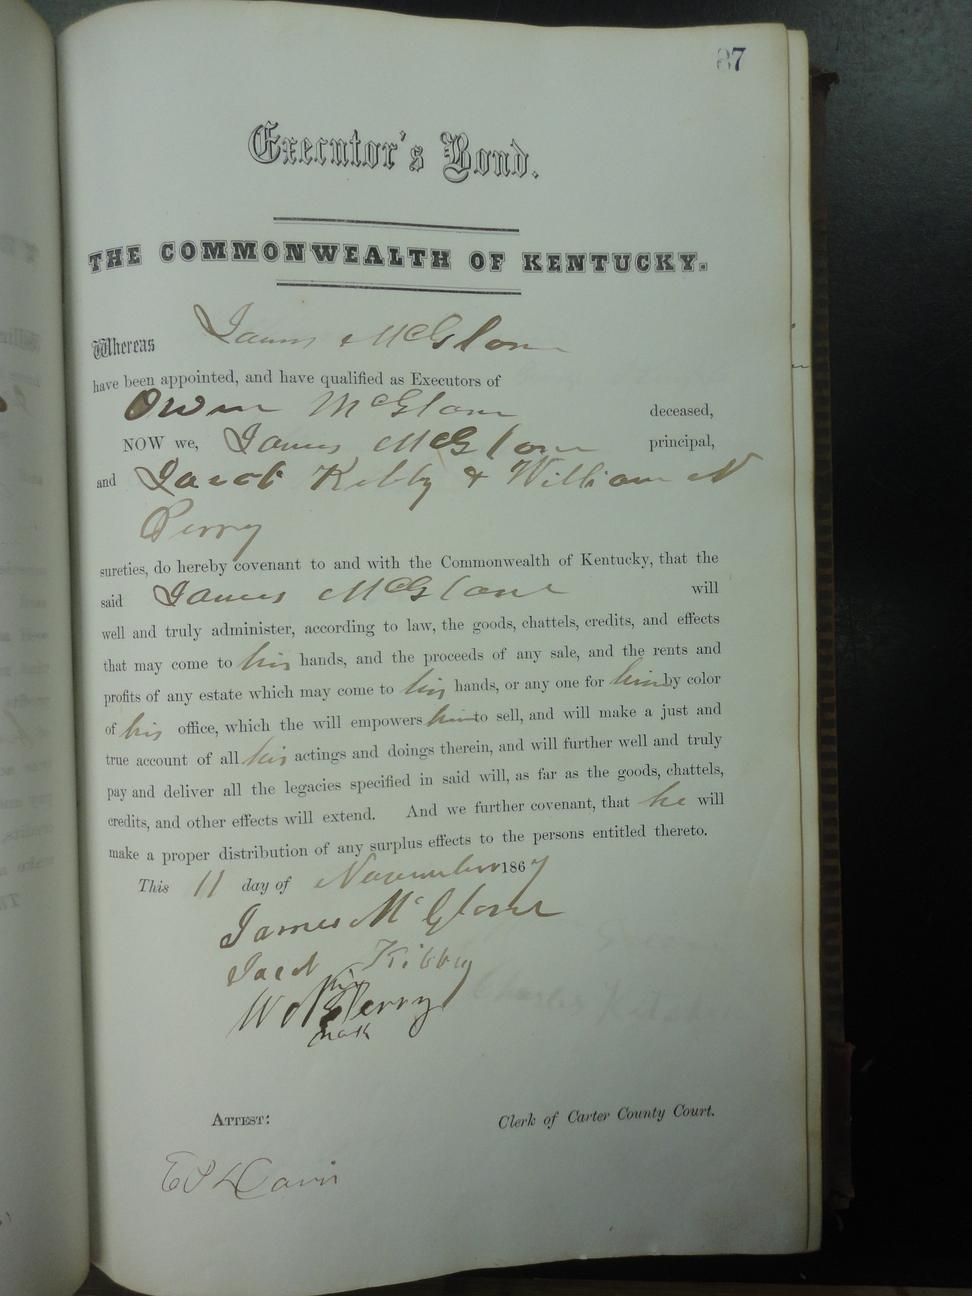 37
Executor's Bond.
THE COMMONWEALTH OF KENTUCKY.
Whereas James McGlone
have been appointed, and have qualified as Executors of
Owen McGlone deceased,
NOW we, James McGlone principal,
and Jacob Kibby & William N
Perry
sureties, do hereby covenant to and with the Commonwealth of Kentucky, that the
said James McGlone will
well and truly administer, according to law, the goods, chattels, credits, and effects
that may come to his hands, and the proceeds of any sale, and the rents and
profits of any estate which may come to his hands, or any one for him by color
of his office, which the will empowers him to sell, and will make a just and
true account of all his actings and doings therein, and will further well and truly
pay and deliver all the legacies specified in said will, as far as the goods, chattels,
credits, and other effects will extend. And we further covenant, that he will
make a proper distribution of any surplus effects to the persons entitled thereto.
This 11 day of November 1867
James McGlone
Jacob Kibby
his
Wm Perry
mark
ATTEST: Clerk of Carter County Court.
Davis